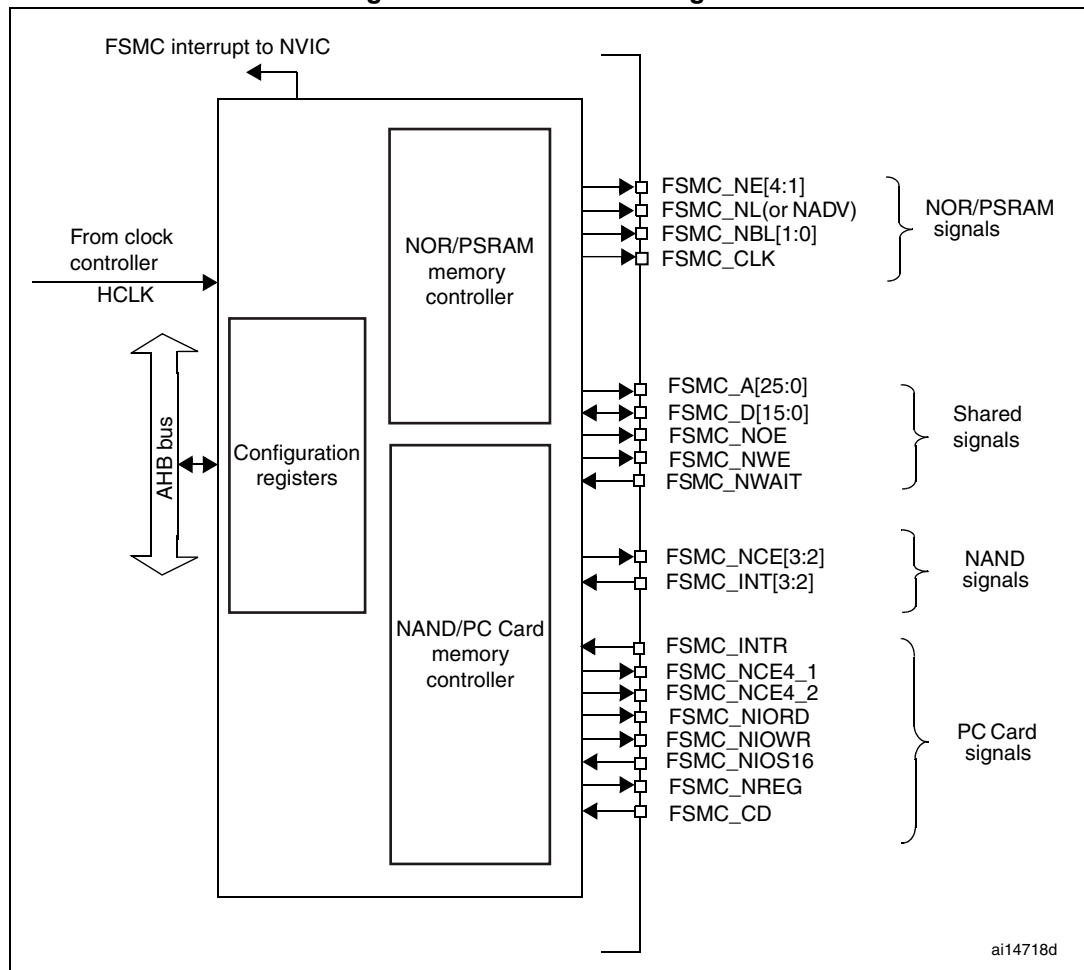 FSMC interrupt to NVIC
From clock
controller
HCLK
AHB bus
Configuration
registers
NOR/PSRAM
memory
controller
NAND/PC Card
memory
controller
FSMC_NE[4:1]
FSMC_NL(or NADV)
FSMC_NBL[1:0]
FSMC_CLK
NOR/PSRAM
signals
FSMC_A[25:0]
FSMC_D[15:0]
FSMC_NOE
FSMC_NWE
FSMC_NWAIT
Shared
signals
FSMC_NCE[3:2]
FSMC_INT[3:2]
NAND
signals
FSMC_INTR
FSMC_NCE4_1
FSMC_NCE4_2
FSMC_NIORD
FSMC_NIOWR
FSMC_NIOS16
FSMC_NREG
FSMC_CD
PC Card
signals
ai14718d